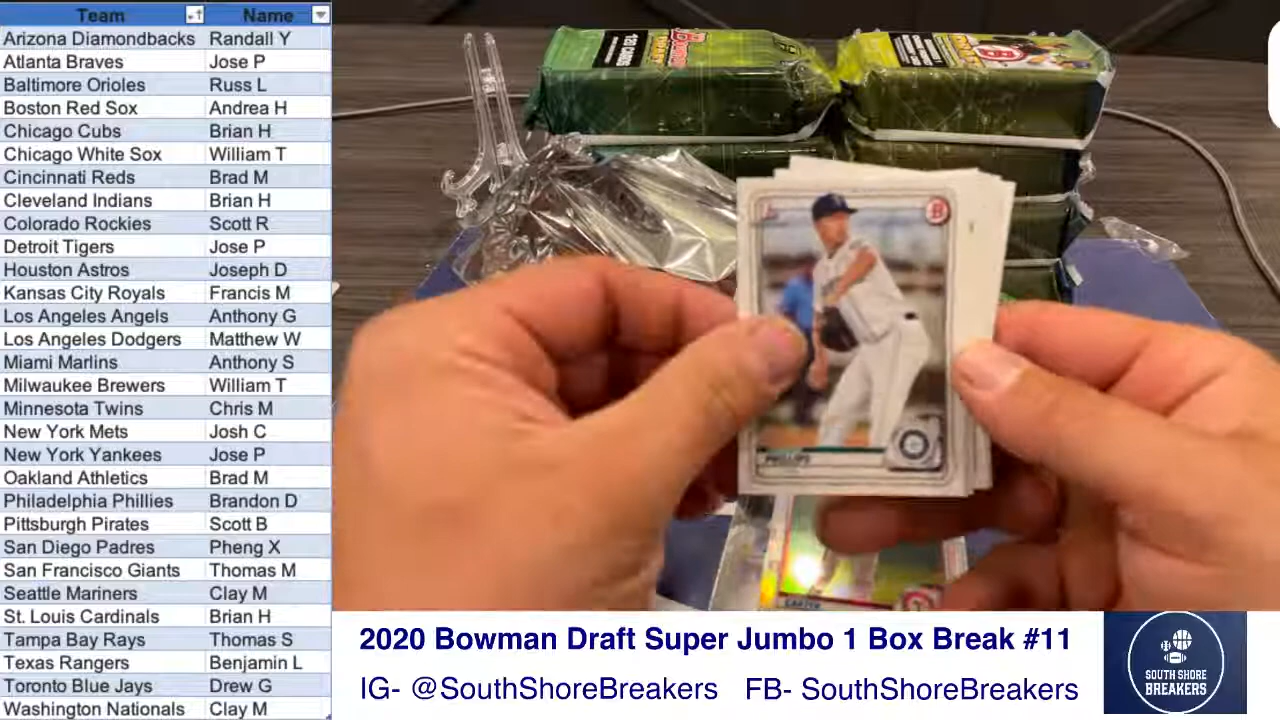 Team Name
Arizona Diamondbacks Randall Y
Atlanta Braves Jose P
Baltimore Orioles Russ L
Boston Red Sox Andrea H
Chicago Cubs Brian H
Chicago White Sox William T
Cincinnati Reds Brad M
Cleveland Indians Brian H
Colorado Rockies Scott R
Detroit Tigers Jose P
Houston Astros Joseph D
Kansas City Royals Francis M
Los Angeles Angels Anthony G
Los Angeles Dodgers Matthew W
Miami Marlins Anthony S
Milwaukee Brewers William T
Minnesota Twins Chris M
New York Mets Josh C
New York Yankees Jose P
Oakland Athletics Brad M
Philadelphia Phillies Brandon D
Pittsburgh Pirates Scott B
San Diego Padres Pheng X
San Francisco Giants Thomas M
Seattle Mariners Clay M
St. Louis Cardinals Brian H
Tampa Bay Rays Thomas S
Texas Rangers Benjamin L
Toronto Blue Jays Drew G
Washington Nationals Clay M
120 CARDS
BOWMAN
B
PHILLIPS
CARTER
2020 Bowman Draft Super Jumbo 1 Box Break #11
IG- @SouthShoreBreakers FB- SouthShoreBreakers
SOUTH SHORE
BREAKERS